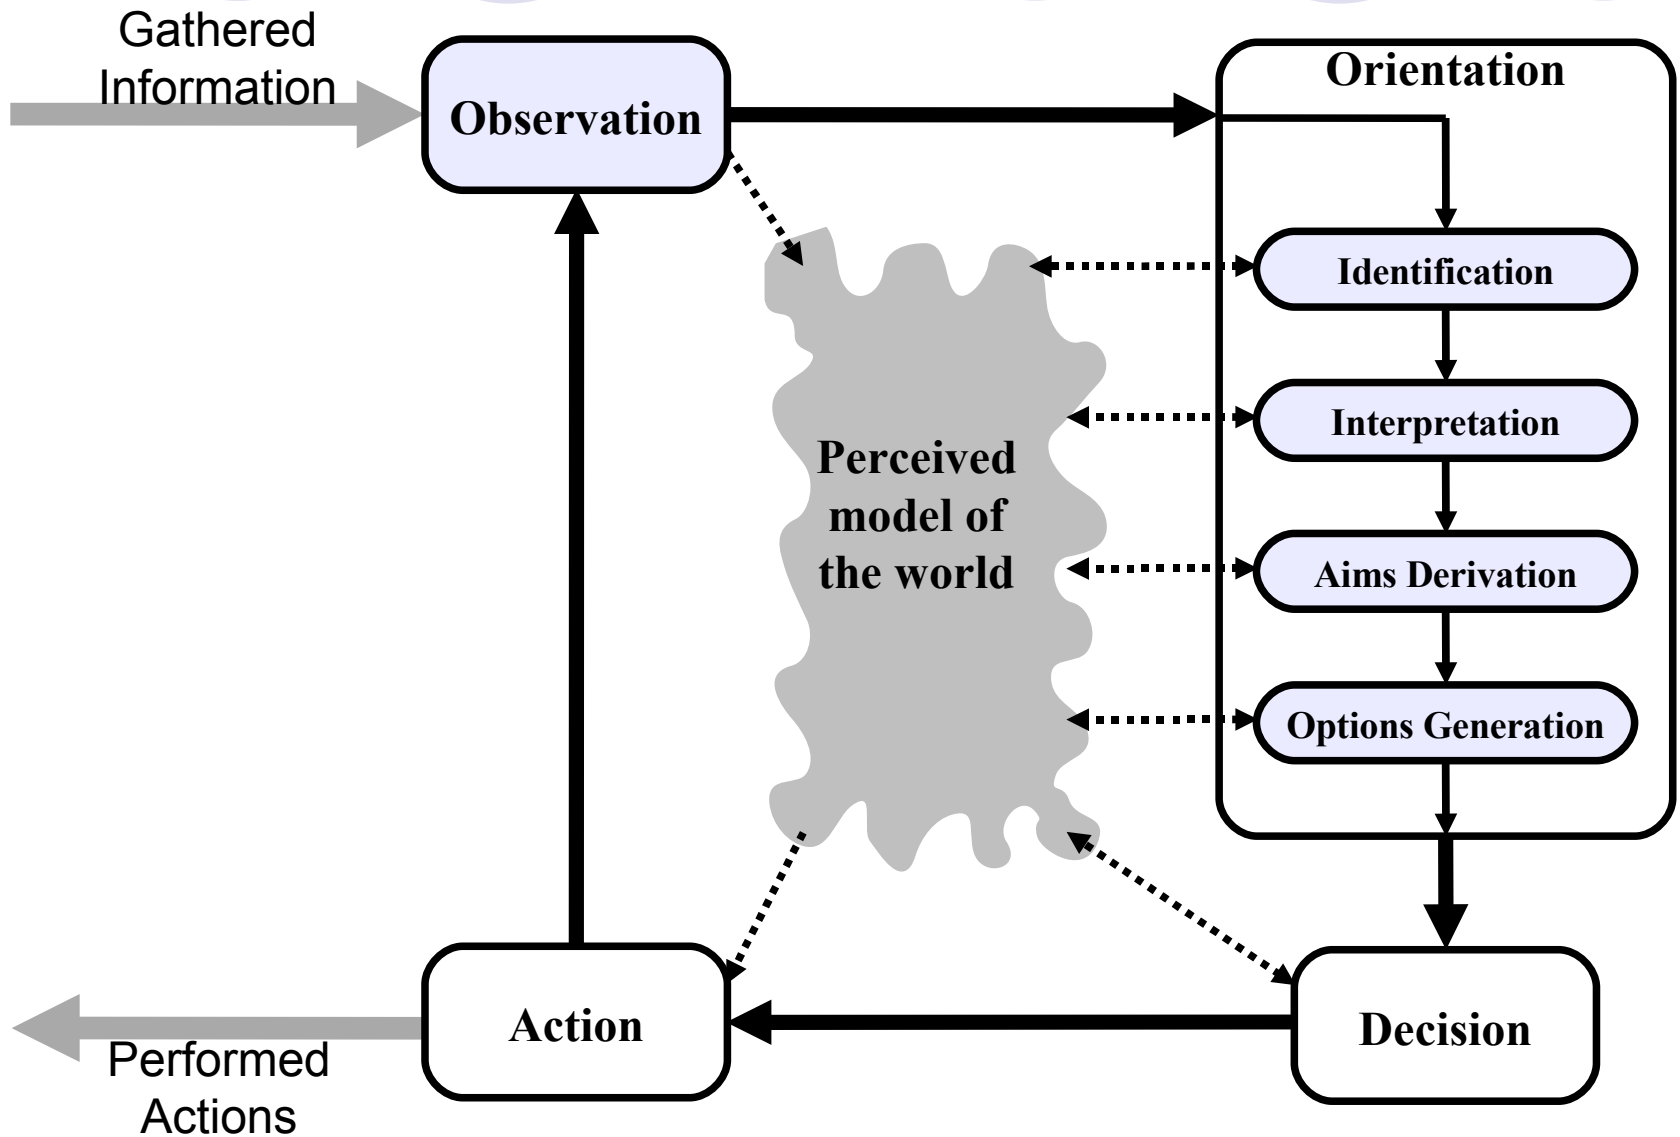 Gathered
Information
Observation
Orientation
Identification
Interpretation
Aims Derivation
Options Generation
Perceived
model of
the world
Action
Decision
Performed
Actions